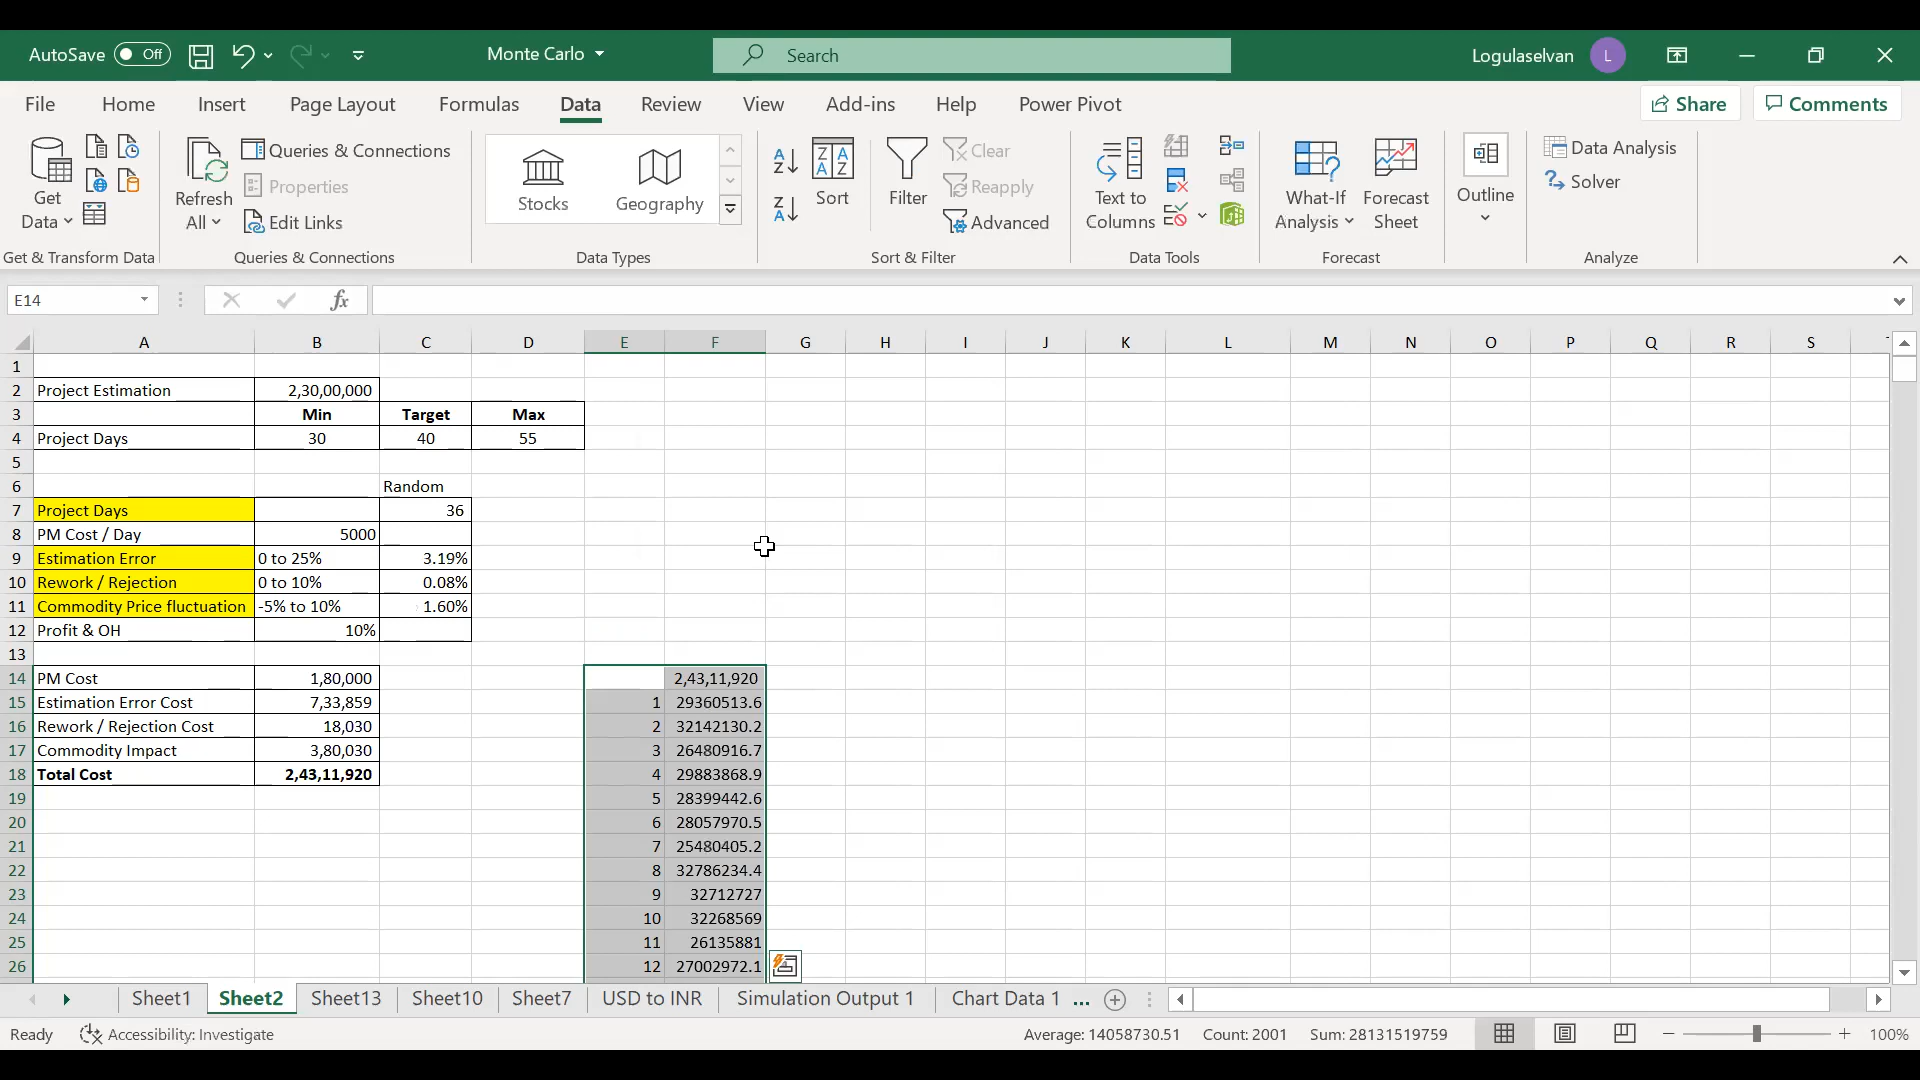 AutoSave Off Monte Carlo Search Logulaselvan L
File Home Insert Page Layout Formulas Data Review View Add-ins Help Power Pivot Share Comments
Get Data
Refresh All
Queries & Connections
Properties
Edit Links
Stocks
Geography
Sort
Filter
Clear
Reapply
Advanced
Text to Columns
What-If Analysis
Forecast Sheet
Outline
Data Analysis
Solver
Get & Transform Data Queries & Connections Data Types Sort & Filter Data Tools Forecast Analyze
E14 fx
A B C D E F G H I J K L M N O P Q R S
1
2 Project Estimation 2,30,00,000
3 Min Target Max
4 Project Days 30 40 55
5
6 Random
7 Project Days 36
8 PM Cost / Day 5000
9 Estimation Error 0 to 25% 3.19%
10 Rework / Rejection 0 to 10% 0.08%
11 Commodity Price fluctuation -5% to 10% 1.60%
12 Profit & OH 10%
13
14 PM Cost 1,80,000 2,43,11,920
15 Estimation Error Cost 7,33,859 1 29360513.6
16 Rework / Rejection Cost 18,030 2 32142130.2
17 Commodity Impact 3,80,030 3 26480916.7
18 Total Cost 2,43,11,920 4 29883868.9
19 5 28399442.6
20 6 28057970.5
21 7 25480405.2
22 8 32786234.4
23 9 32712727
24 10 32268569
25 11 26135881
26 12 27002972.1
Sheet1 Sheet2 Sheet13 Sheet10 Sheet7 USD to INR Simulation Output 1 Chart Data 1 ...
Ready Accessibility: Investigate Average: 14058730.51 Count: 2001 Sum: 28131519759 100%